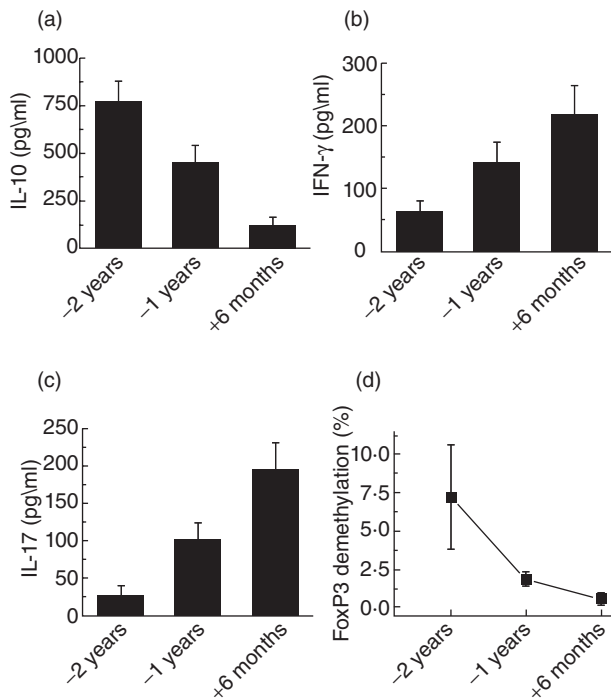 (a)
1000
750
500
250
0
IL-10 (pg\ml)
−2 years
−1 years
+6 months
(b)
300
200
100
0
IFN-γ (pg\ml)
−2 years
−1 years
+6 months
(c)
250
200
150
100
50
0
IL-17 (pg\ml)
−2 years
−1 years
+6 months
(d)
10·0
7·5
5·0
2·5
0·0
FoxP3 demethylation (%)
−2 years
−1 years
+6 months